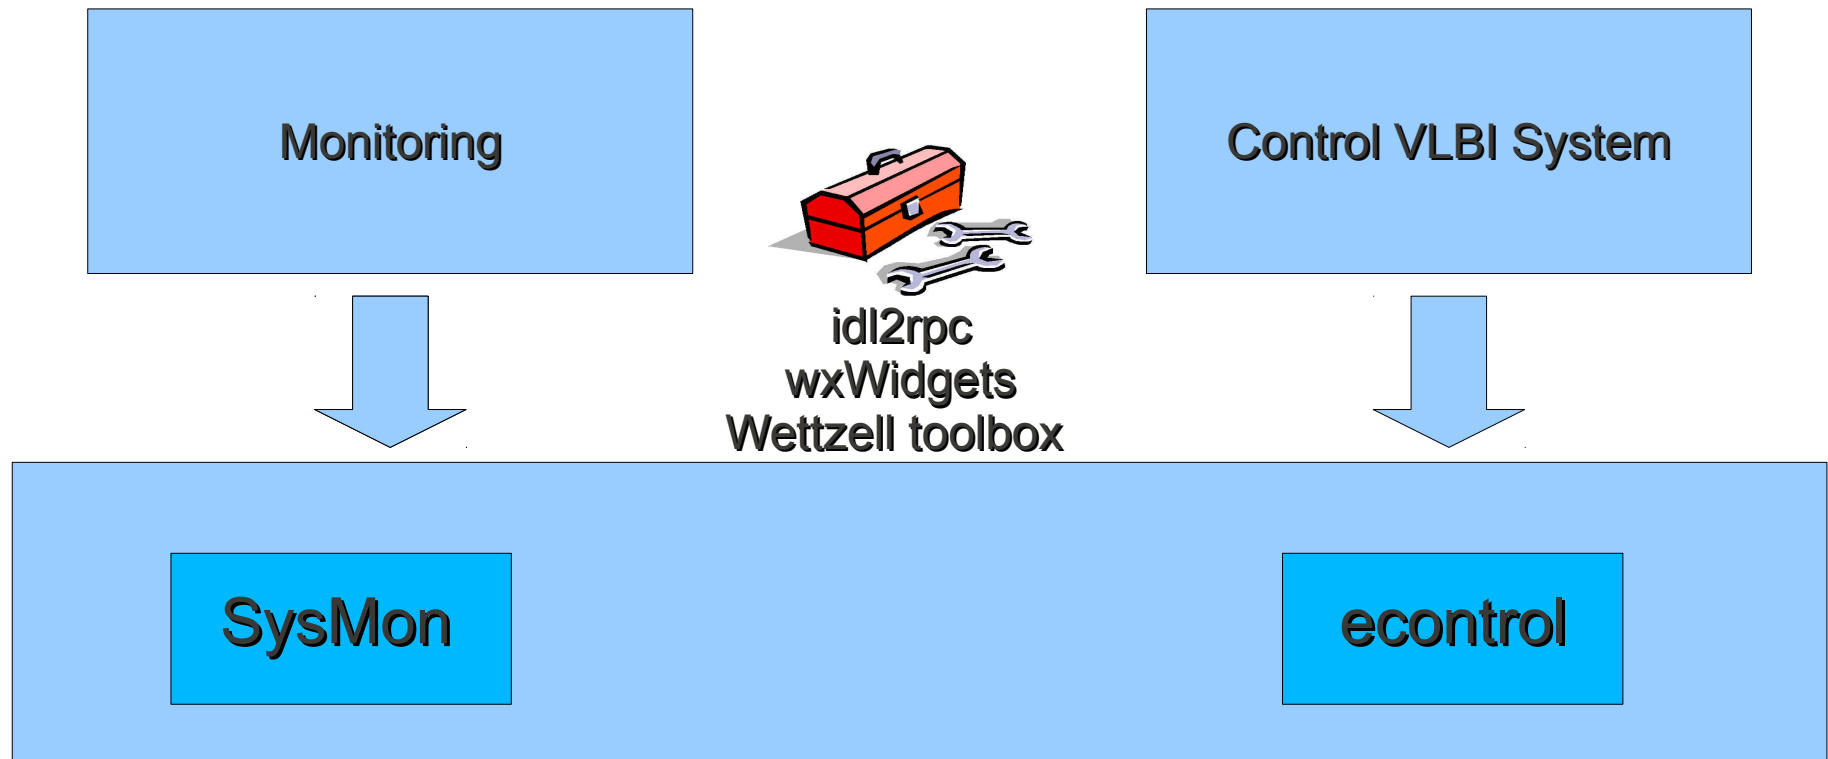 Monitoring
Control VLBI System
idl2rpc
wxWidgets
Wettzell toolbox
SysMon
econtrol